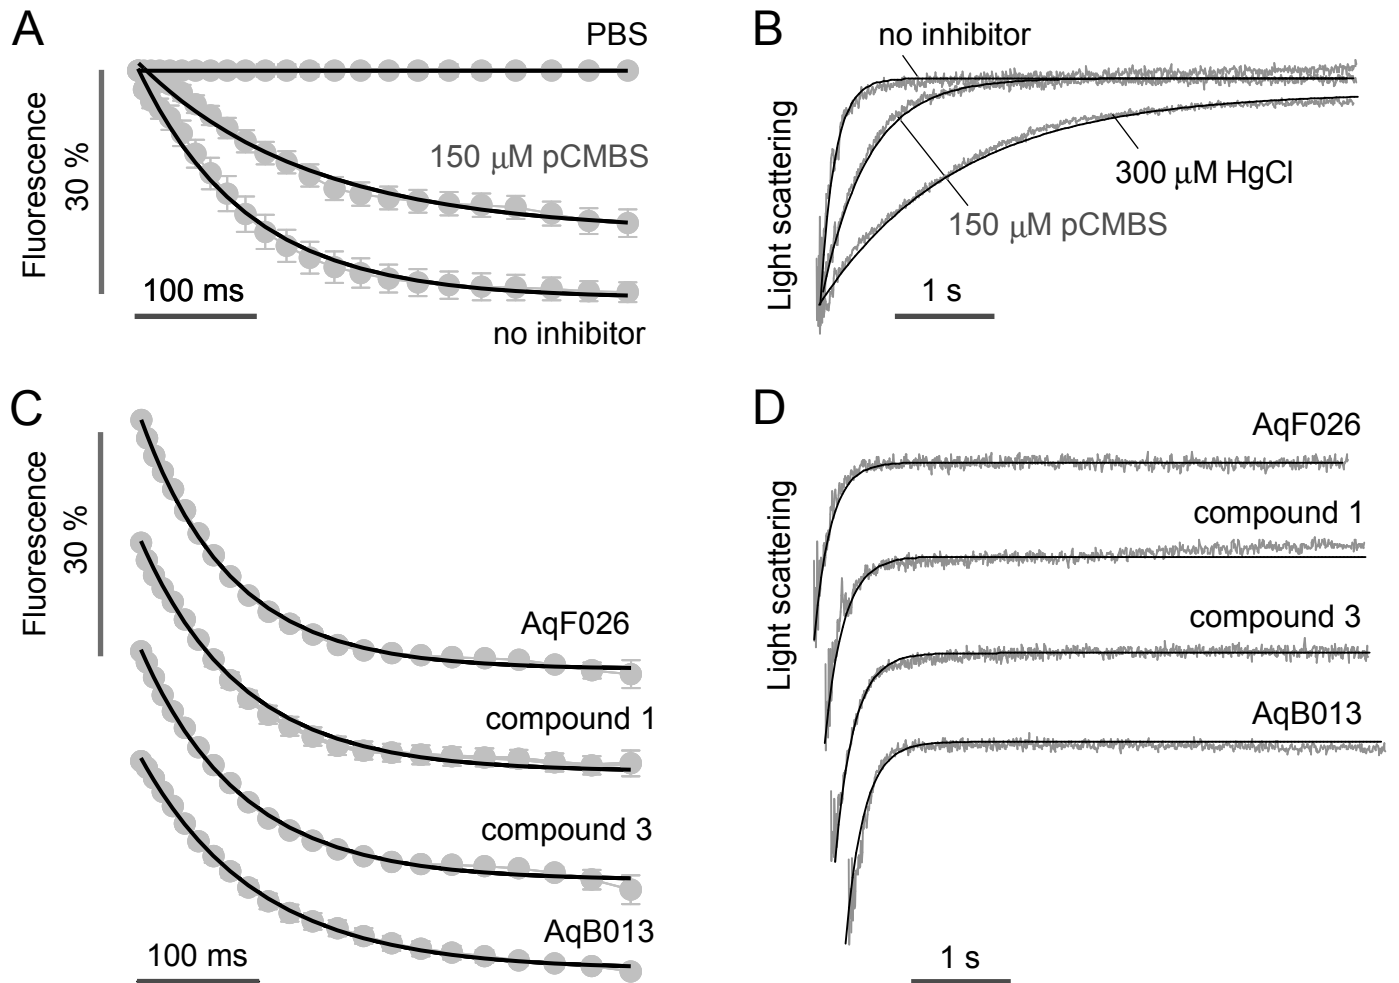 A
PBS
Fluorescence
30 %
150 µM pCMBS
100 ms
no inhibitor
B
no inhibitor
Light scattering
300 µM HgCl
150 µM pCMBS
1 s
C
Fluorescence
30 %
AqF026
compound 1
compound 3
AqB013
100 ms
D
AqF026
Light scattering
compound 1
compound 3
AqB013
1 s